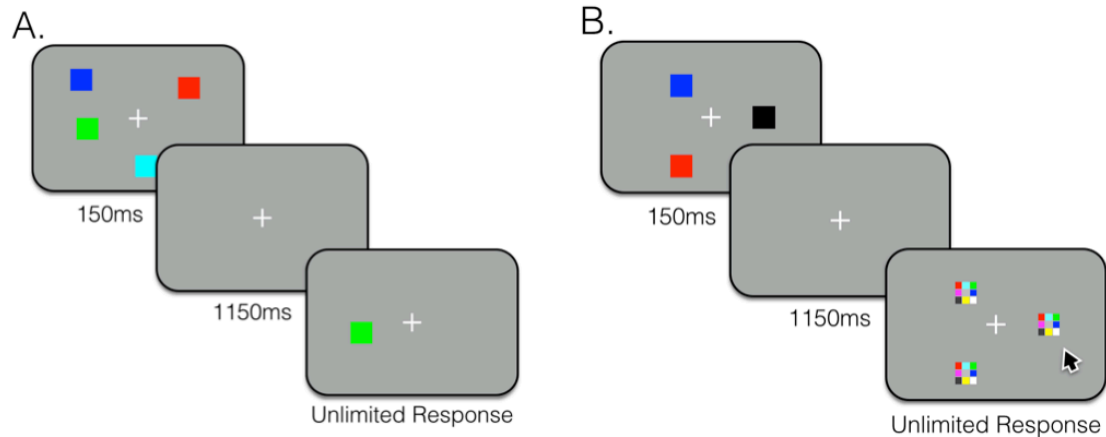 A.
150ms
1150ms
Unlimited Response
B.
150ms
1150ms
Unlimited Response